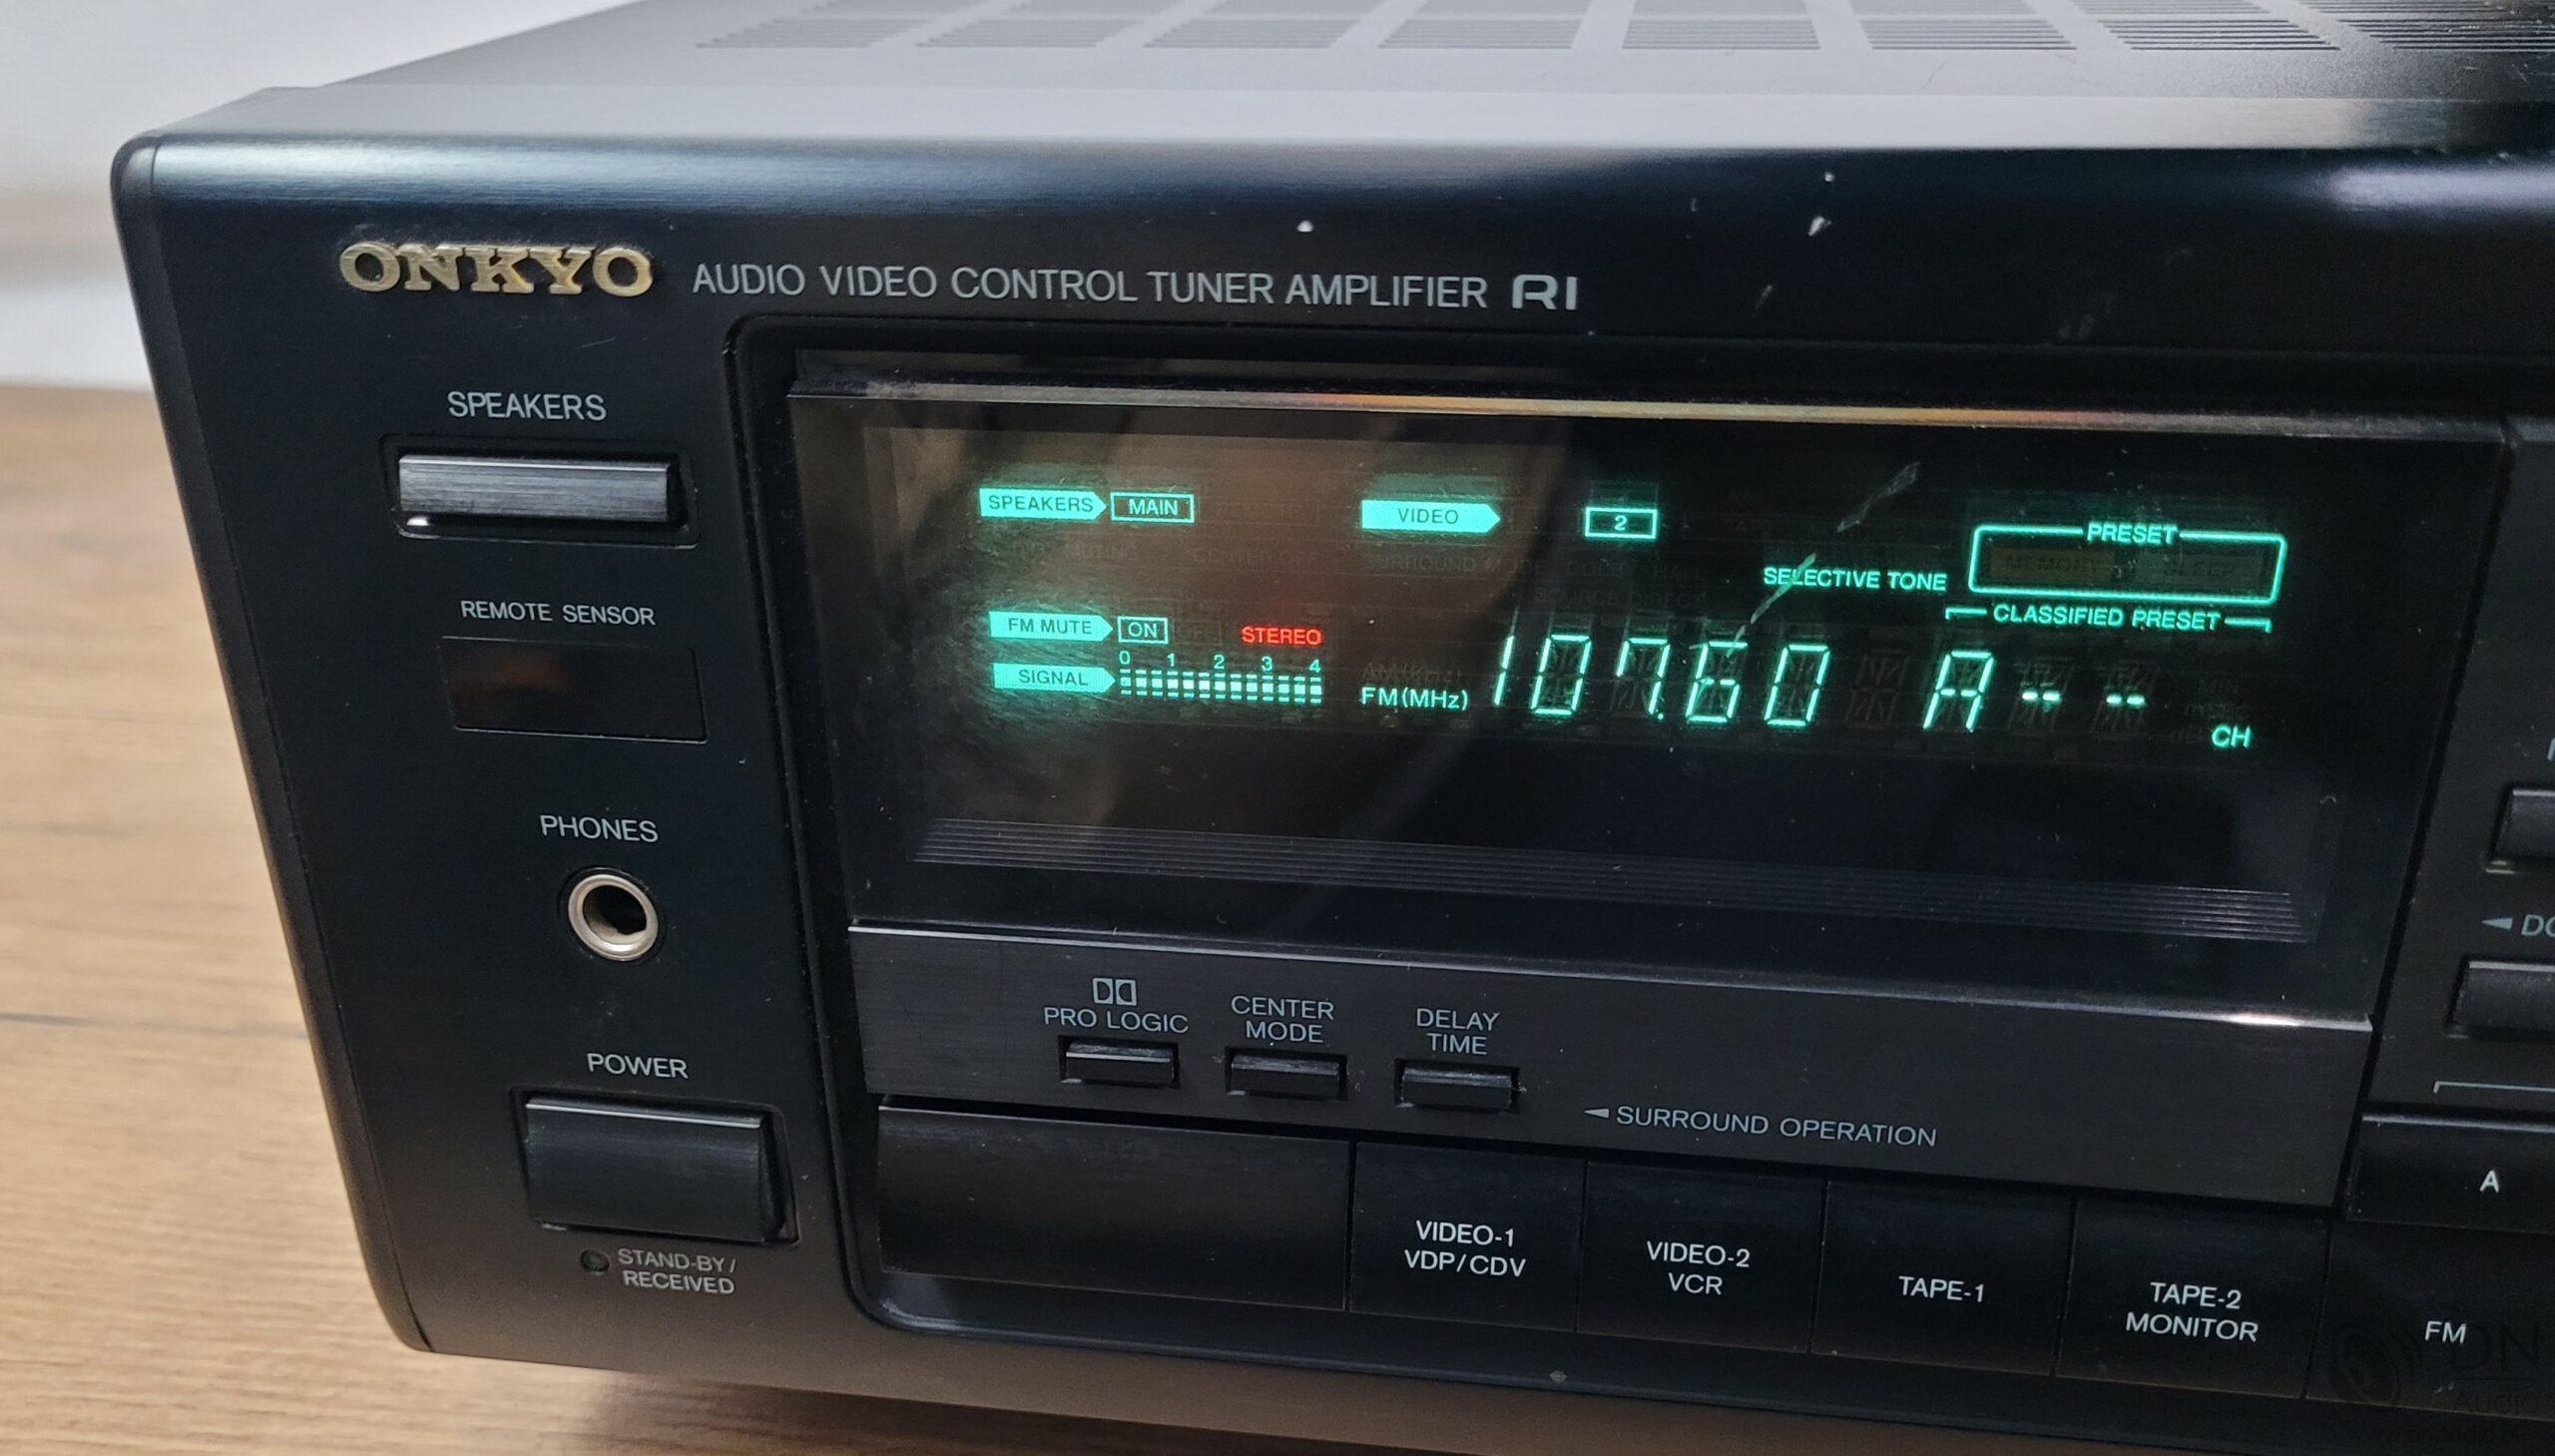 ONKYO AUDIO VIDEO CONTROL TUNER AMPLIFIER RI
SPEAKERS
REMOTE SENSOR
PHONES
POWER
STAND-BY /
RECEIVED
SPEAKERS MAIN VIDEO 2 PRESET
SELECTIVE TONE
CLASSIFIED PRESET
FM MUTE ON STEREO
0 1 2 3 4
SIGNAL FM (MHz) 107.60 A-- CH
PRO LOGIC
CENTER
MODE
DELAY
TIME
SURROUND OPERATION
VIDEO-1
VDP/CDV
VIDEO-2
VCR
TAPE-1
TAPE-2
MONITOR
FM
A
DN
Audio